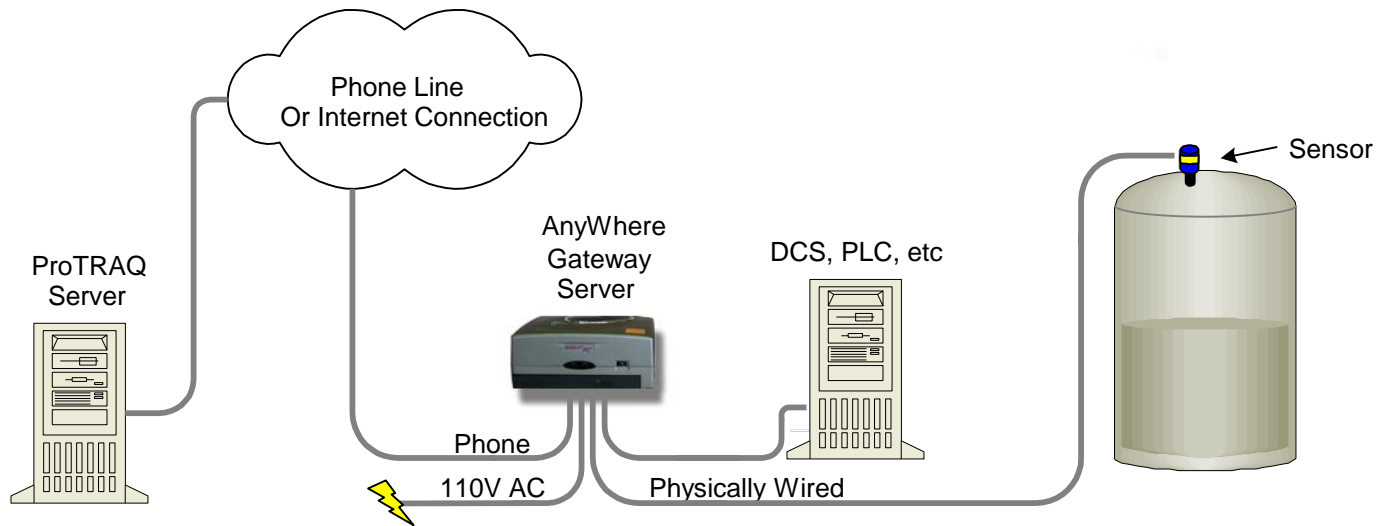 Phone Line
Or Internet Connection
Sensor
AnyWhere
Gateway
Server
DCS, PLC, etc
ProTRAQ
Server
Phone
110V AC
Physically Wired